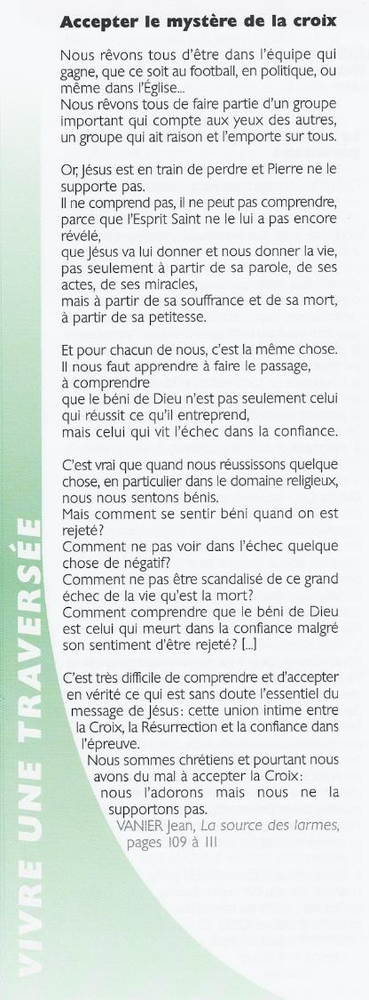 Accepter le mystère de la croix
Nous rêvons tous d'être dans l'équipe qui
gagne, que ce soit au football, en politique, ou
même dans l'Église...
Nous rêvons tous de faire partie d'un groupe
important qui compte aux yeux des autres,
un groupe qui ait raison et l'emporte sur tous.
Or, Jésus est en train de perdre et Pierre ne le
supporte pas.
Il ne comprend pas, il ne peut pas comprendre,
parce que l'Esprit Saint ne le lui a pas encore
révélé,
que Jésus va lui donner et nous donner la vie,
pas seulement à partir de sa parole, de ses
actes, de ses miracles,
mais à partir de sa souffrance et de sa mort,
à partir de sa petitesse.
Et pour chacun de nous, c'est la même chose.
Il nous faut apprendre à faire le passage,
à comprendre
que le béni de Dieu n'est pas seulement celui
qui réussit ce qu'il entreprend,
mais celui qui vit l'échec dans la confiance.
C'est vrai que quand nous réussissons quelque
chose, en particulier dans le domaine religieux,
nous nous sentons bénis.
Mais comment se sentir béni quand on est
rejeté?
Comment ne pas voir dans l'échec quelque
chose de négatif?
Comment ne pas être scandalisé de ce grand
échec de la vie qu'est la mort?
Comment comprendre que le béni de Dieu
est celui qui meurt dans la confiance malgré
son sentiment d'être rejeté? [...]
C'est très difficile de comprendre et d'accepter
en vérité ce qui est sans doute l'essentiel du
message de Jésus: cette union intime entre
la Croix, la Résurrection et la confiance dans
l'épreuve.
Nous sommes chrétiens et pourtant nous
avons du mal à accepter la Croix:
nous l'adorons mais nous ne la
supportons pas.
VANIER Jean, La source des larmes,
pages 109 à 111
VIVRE UNE TRAVERSÉE